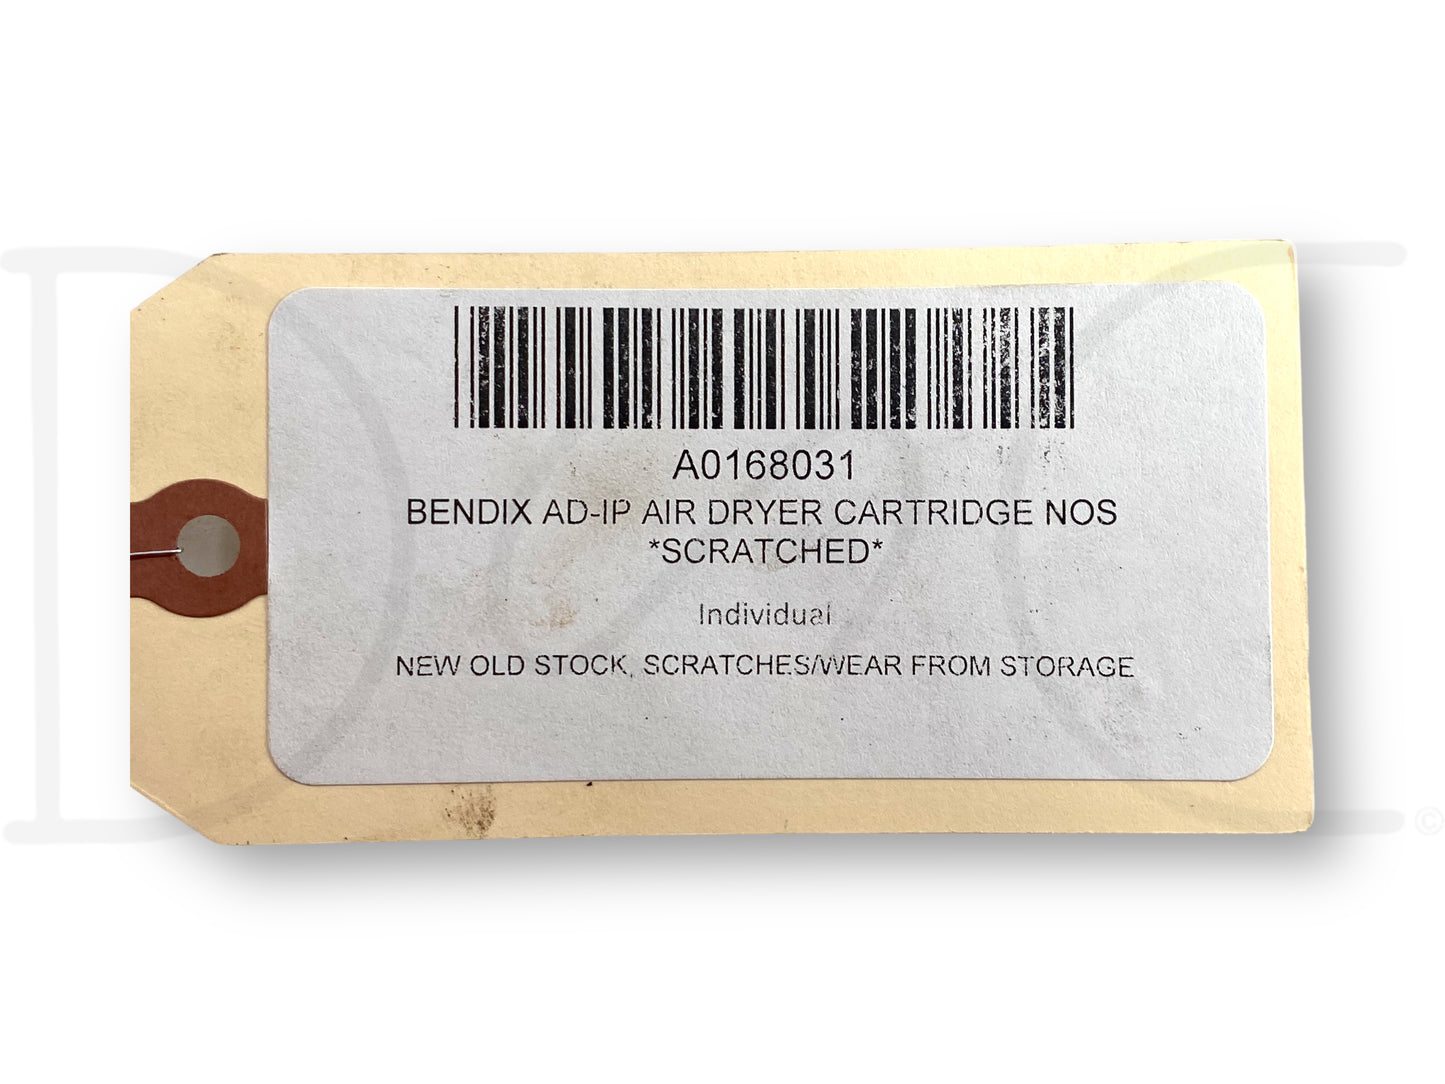 A0168031
BENDIX AD-IP AIR DRYER CARTRIDGE NOS
*SCRATCHED*
Individual
NEW OLD STOCK, SCRATCHES/WEAR FROM STORAGE
©